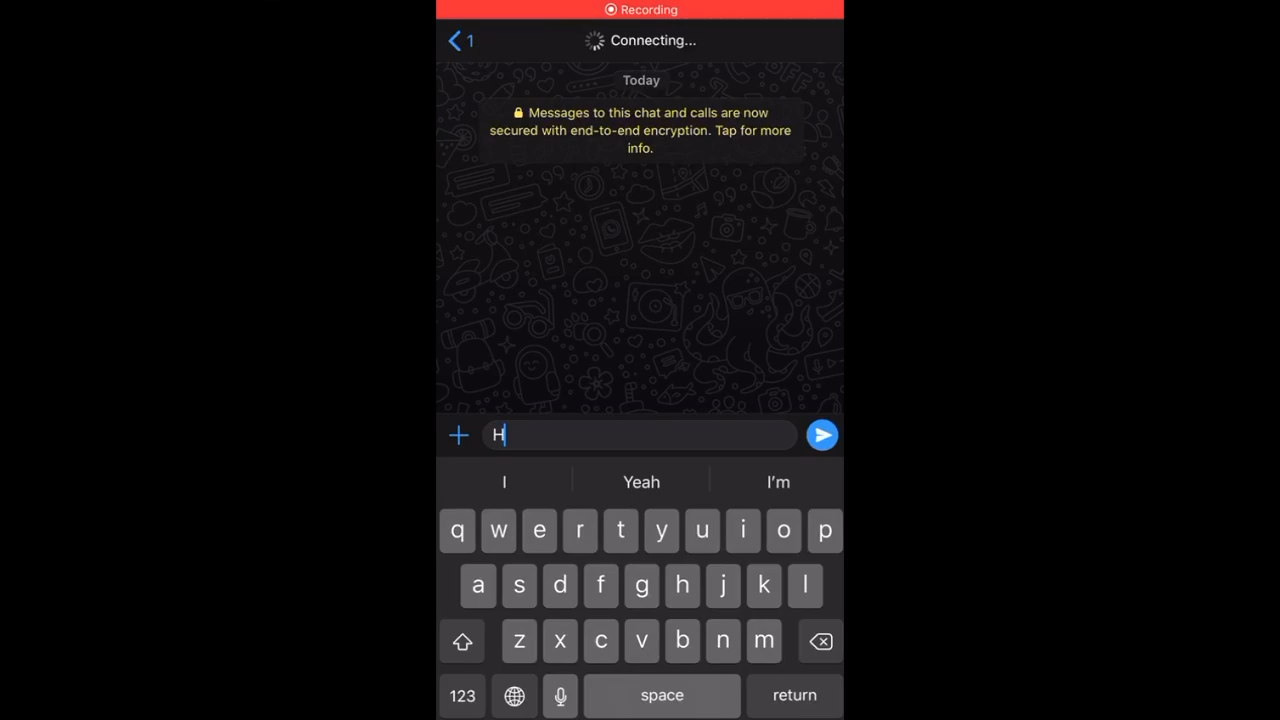 Recording
1 Connecting...
Today
Messages to this chat and calls are now
secured with end-to-end encryption. Tap for more
info.
H
I Yeah I'm
q w e r t y u i o p
a s d f g h j k l
z x c v b n m
123 space return